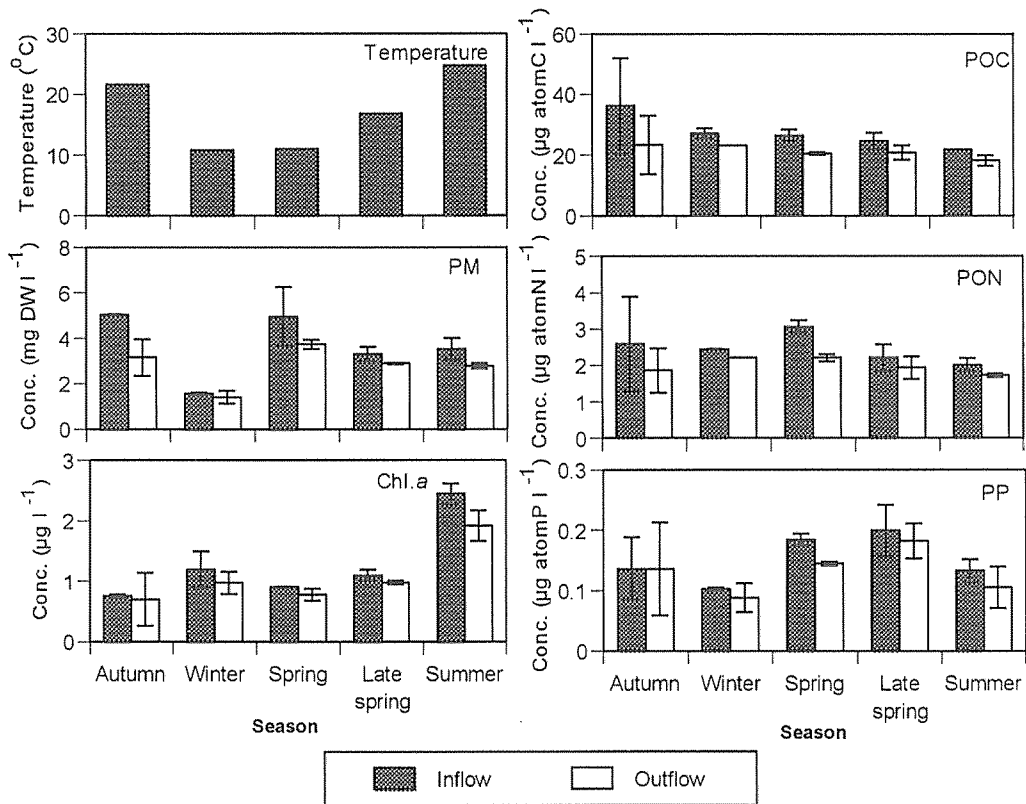 Temperature
Temperature (°C)
30
20
10
0
POC
Conc. (µg atomC l⁻¹)
60
40
20
0
PM
Conc. (mg DW l⁻¹)
8
6
4
2
0
PON
Conc. (µg atomN l⁻¹)
5
4
3
2
1
0
Chl.a
Conc. (µg l⁻¹)
3
2
1
0
PP
Conc. (µg atomP l⁻¹)
0.3
0.2
0.1
0
Autumn Winter Spring Late spring Summer
Season
Autumn Winter Spring Late spring Summer
Season
Inflow Outflow